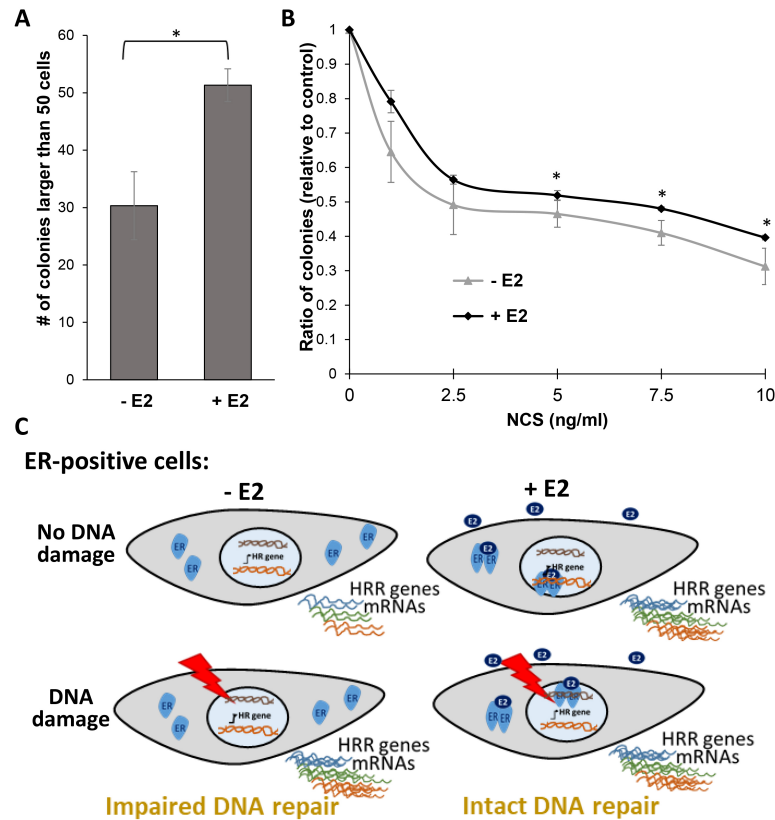 A
# of colonies larger than 50 cells
60
50
40
30
20
10
0
*
- E2
+ E2
B
Ratio of colonies (relative to control)
1
0.9
0.8
0.7
0.6
0.5
0.4
0.3
0.2
0.1
0
*
*
*
- E2
+ E2
0
2.5
5
7.5
10
NCS (ng/ml)
C
ER-positive cells:
- E2
+ E2
No DNA
damage
ER
ER
ER
ER
HR gene
HRR genes
mRNAs
E2
E2
E2
E2
ER
ER
HR gene
E2
ER
ER
HRR genes
mRNAs
DNA
damage
ER
ER
ER
ER
HR gene
HRR genes
mRNAs
E2
E2
E2
E2
ER
ER
E2
ER
ER
HR gene
HRR genes
mRNAs
Impaired DNA repair
Intact DNA repair